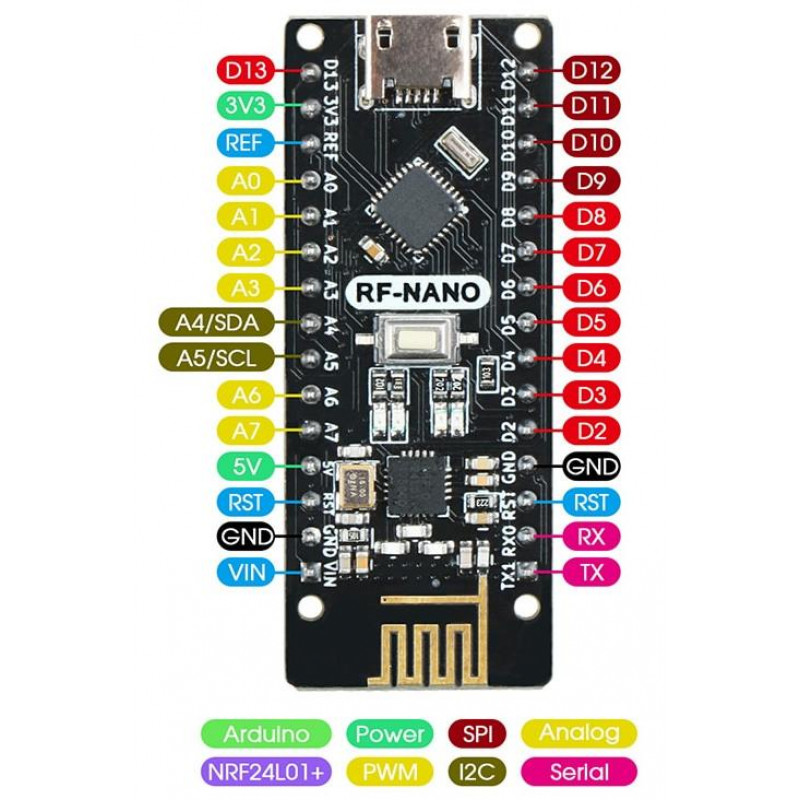 D13 D13 D12 D12
3V3 3V3 D11 D11
REF REF D10 D10
A0 A0 D9 D9
A1 A1 D8 D8
A2 A2 D7 D7
A3 A3 D6 D6
RF-NANO
A4/SDA A4 D5 D5
A5/SCL A5 D4 D4
103
A6 A6 D3 D3
A7 A7 D2 D2
5V 5V GND GND
RST RST 223 RST RST
GND GND 105 RX0 RX
VIN VIN TX1 TX
Arduino Power SPI Analog
NRF24L01+ PWM I2C Serial